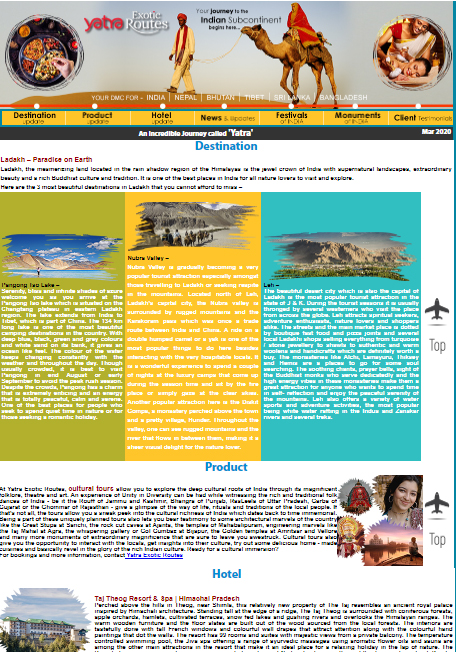 yatra Exotic Routes
Your Journey to the
Indian Subcontinent
begins here...
YOUR DMC FOR - INDIA | NEPAL | BHUTAN | TIBET | SRI LANKA | BANGLADESH
Destination update
Product update
Hotel update
News & Updates
Festivals of INDIA
Monuments of INDIA
Client Testimonials
An Incredible Journey called 'Yatra'
Mar 2020
Destination
Ladakh – Paradise on Earth
Ladakh, the mesmerizing land located in the rain shadow region of the Himalayas is the jewel crown of India with supernatural landscapes, extraordinary
beauty and a rich Buddhist culture and tradition. It is one of the best places in India for all nature lovers to visit and explore.
Here are the 3 most beautiful destinations in Ladakh that you cannot afford to miss –
Pangong Tso Lake –
Serenity, bliss and infinite shades of azure
welcome you as you arrive at the
Pangong Tso lake which is situated on the
Changtang plateau in eastern Ladakh
region. This lake extends from India to
Tibet, which is part of China. The 134 km
long lake is one of the most beautiful
camping destinations in the country. With
deep blue, black, green and grey colours
and white sand on its bank, it gives an
ocean like feel. The colour of the water
keeps changing constantly with the
weather and throughout the day. Though
usually crowded, it is best to visit
Pangong in end August or early
September to avoid the peak rush season.
Despite the crowds, Pangong has a charm
that is extremely enticing and an energy
that is totally peaceful, calm and serene.
One of the best places for people who
seek to spend quiet time in nature or for
those seeking a romantic holiday.
Nubra Valley –
Nubra Valley is gradually becoming a very
popular tourist attraction especially amongst
those travelling to Ladakh or seeking respite
in the mountains. Located north of Leh,
Ladakh's capital city, the Nubra Valley is
surrounded by rugged mountains and the
Karakoram pass which was once a trade
route between India and China. A ride on a
double humped camel or a yak is one of the
most popular things to do here besides
interacting with the very hospitable locals. It
is a wonderful experience to spend a couple
of nights at the luxury camps that come up
during the season time and sit by the fire
place or simply gaze at the clear skies.
Another popular attraction here is the Diskit
Gompa, a monastery perched above the town
and a pretty village, Hunder. Throughout the
valley, one can see rugged mountains and the
river that flows in between them, making it a
sheer visual delight for the nature lover.
Leh –
The beautiful desert city which is also the capital of
Ladakh is the most popular tourist attraction in the
state of J & K. During the tourist seasons it is usually
thronged by several westerners who visit the place
from across the globe. Leh attracts spiritual seekers,
adventure enthusiasts, nature lovers and shoppers
alike. The streets and the main market place is dotted
by boutique fast food and pizza joints and several
local Ladakhi shops selling everything from turquoise
/ stone jewellery to shawls to authentic and warm
woolens and handicrafts which are definitely worth a
buy. The monasteries like Alchi, Lamayuru, Thiksey
and Hemis are a places to go for some soul
searching. The soothing chants, prayer bells, sight of
the Buddhist monks who serve dedicatedly and the
high energy vibes in these monasteries make them a
great attraction for anyone who wants to spend time
in self- reflection and enjoy the peaceful serenity of
the mountains. Leh also offers a variety of water
sports and adventure activities, the most popular
being white water rafting in the Indus and Zanskar
rivers and several treks.
Top
Product
At Yatra Exotic Routes, cultural tours allow you to explore the deep cultural roots of India through its magnificent
folklore, theatre and art. An experience of Unity in Diversity can be had while witnessing the rich and traditional folk
dances of India - be it the Rouff of Jammu and Kashmir, Bhangra of Punjab, RasLeela of Uttar Pradesh, Garba of
Gujarat or the Ghoomar of Rajasthan - give a glimpse of the way of life, rituals and traditions of the local people. If
that's not all, the tours allow you a sneak peek into the cultural richness of India which dates back to time immemorial.
Being a part of these uniquely planned tours also lets you bear testimony to some architectural marvels of the country
like the Great Stupa at Sanchi, the rock cut caves at Ajanta, the temples of Mahabalipuram, engineering marvels like
the Taj Mahal at Agra, the whispering gallery or Gol Gumbaz at Bijapur, the Golden temple at Amritsar and
and many more monuments of extraordinary magnificence that are sure to leave you awestruck. Cultural tours also
give you the opportunity to interact with the locals, get insights into their culture, try out some delicious home - made
cuisines and basically revel in the glory of the rich Indian culture. Ready for a cultural immersion?
For bookings and more information, contact Yatra Exotic Routes
Top
Hotel
Taj Theog Resort & Spa | Himachal Pradesh
Perched above the hills in Theog, near Shimla, this relatively new property of The Taj resembles an ancient royal palace
inspired by Himachali architecture. Standing tall at the edge of a ridge, The Taj Theog is surrounded with coniferous forests,
apple orchards, hamlets, cultivated terraces, snow fed lakes and gushing rivers and overlooks the Himalayan ranges. The
warm wooden furniture and the floor slates are built out of the wood sourced from the local forests. The interiors are
tastefully done with tall French windows and colourful wall drapes that attract attention along with the colourful hand
paintings that dot the walls. The resort has 99 rooms and suites with majestic views from a private balcony. The temperature
controlled swimming pool, the Jiva spa offering a range of ayurvedic massages using aromatic flower oils and sauna are
among the other main attractions in the resort that make it an ideal place for a relaxing holiday in the lap of nature. The